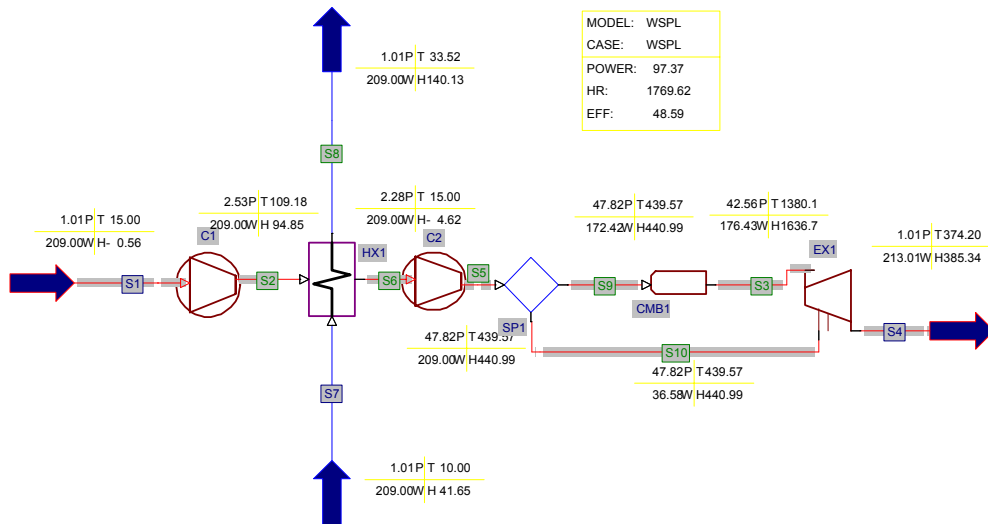 MODEL: WSPL
CASE: WSPL
POWER: 97.37
HR: 1769.62
EFF: 48.59
1.01P T 33.52
209.00W H140.13
S8
1.01P T 15.00
209.00W H- 0.56
2.53P T109.18
209.00W H 94.85
2.28P T 15.00
209.00W H- 4.62
47.82P T439.57
172.42W H440.99
42.56P T1380.1
176.43W H1636.7
1.01P T374.20
213.01W H385.34
C1
HX1
C2
EX1
S1
S2
S6
S5
S9
S3
CMB1
SP1
S4
47.82P T439.57
209.00W H440.99
S10
47.82P T439.57
36.58W H440.99
S7
1.01P T 10.00
209.00W H 41.65